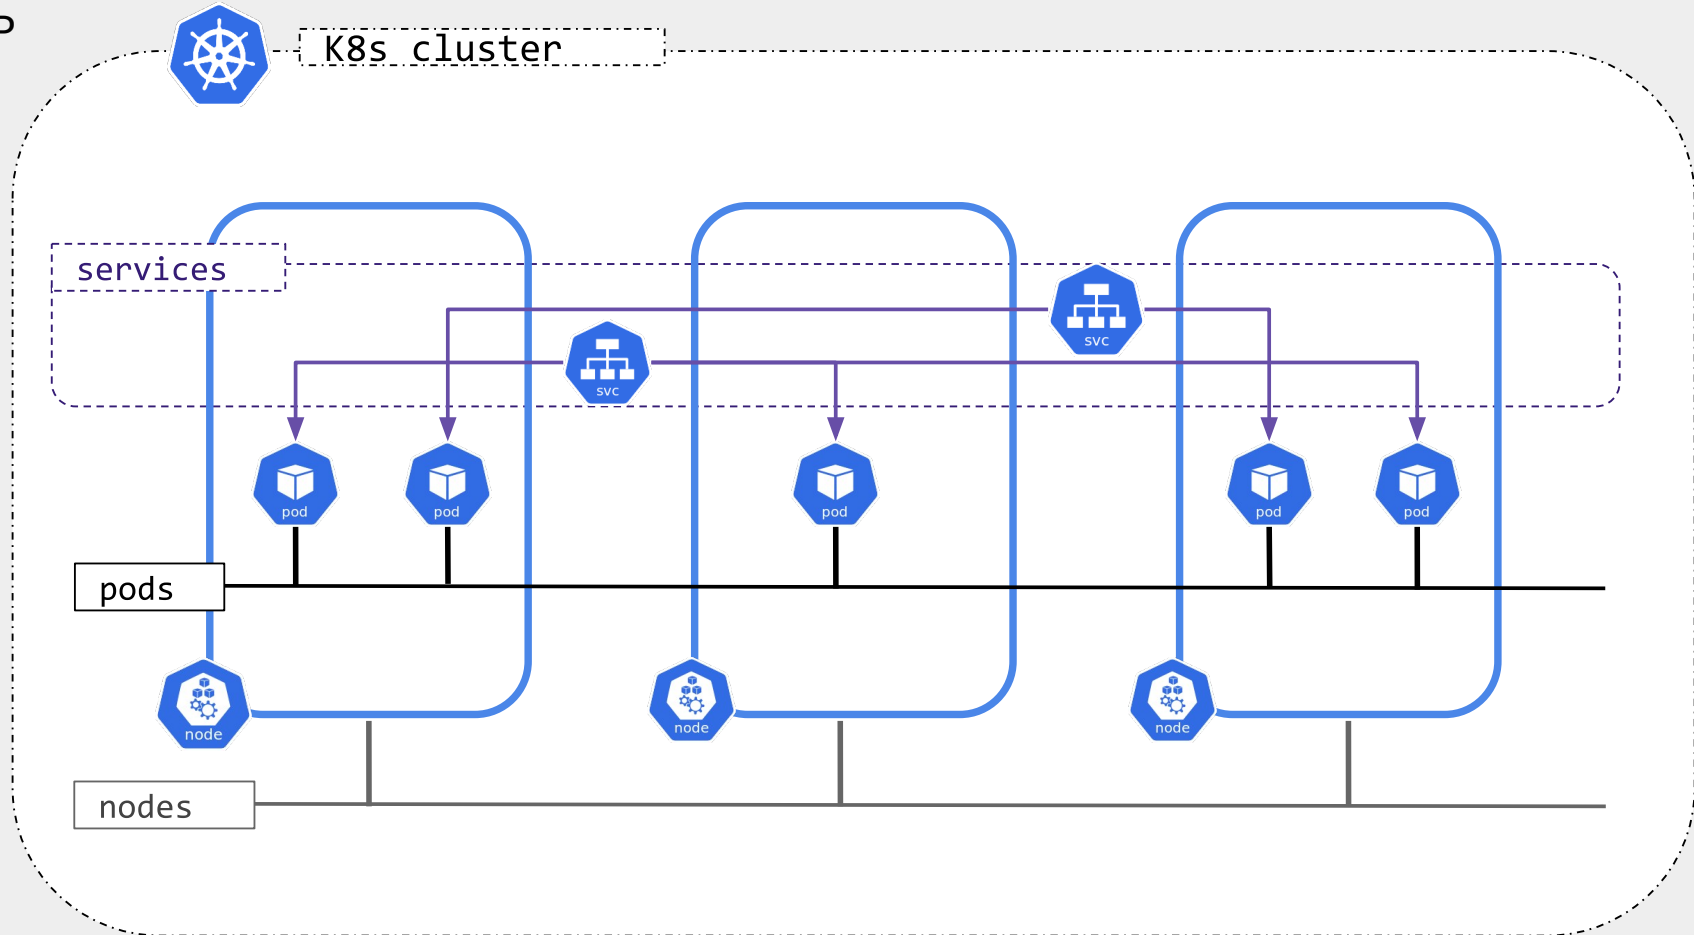 K8s cluster
services
svc
svc
pod
pod
pod
pod
pod
pods
node
node
node
nodes